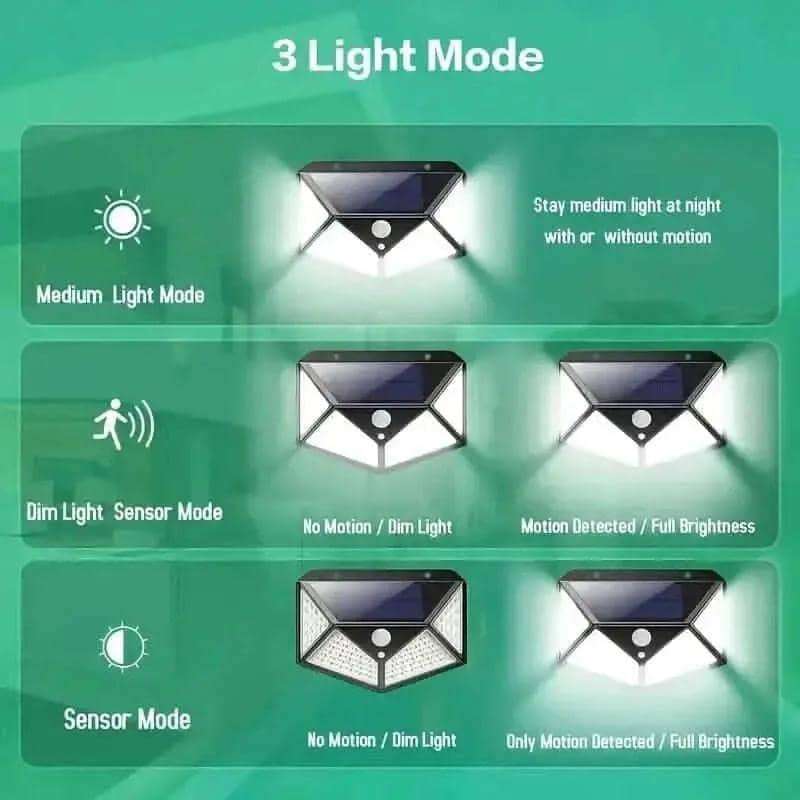 3 Light Mode
Stay medium light at night
with or without motion
Medium Light Mode
Dim Light Sensor Mode
No Motion / Dim Light
Motion Detected / Full Brightness
Sensor Mode
No Motion / Dim Light
Only Motion Detected / Full Brightness